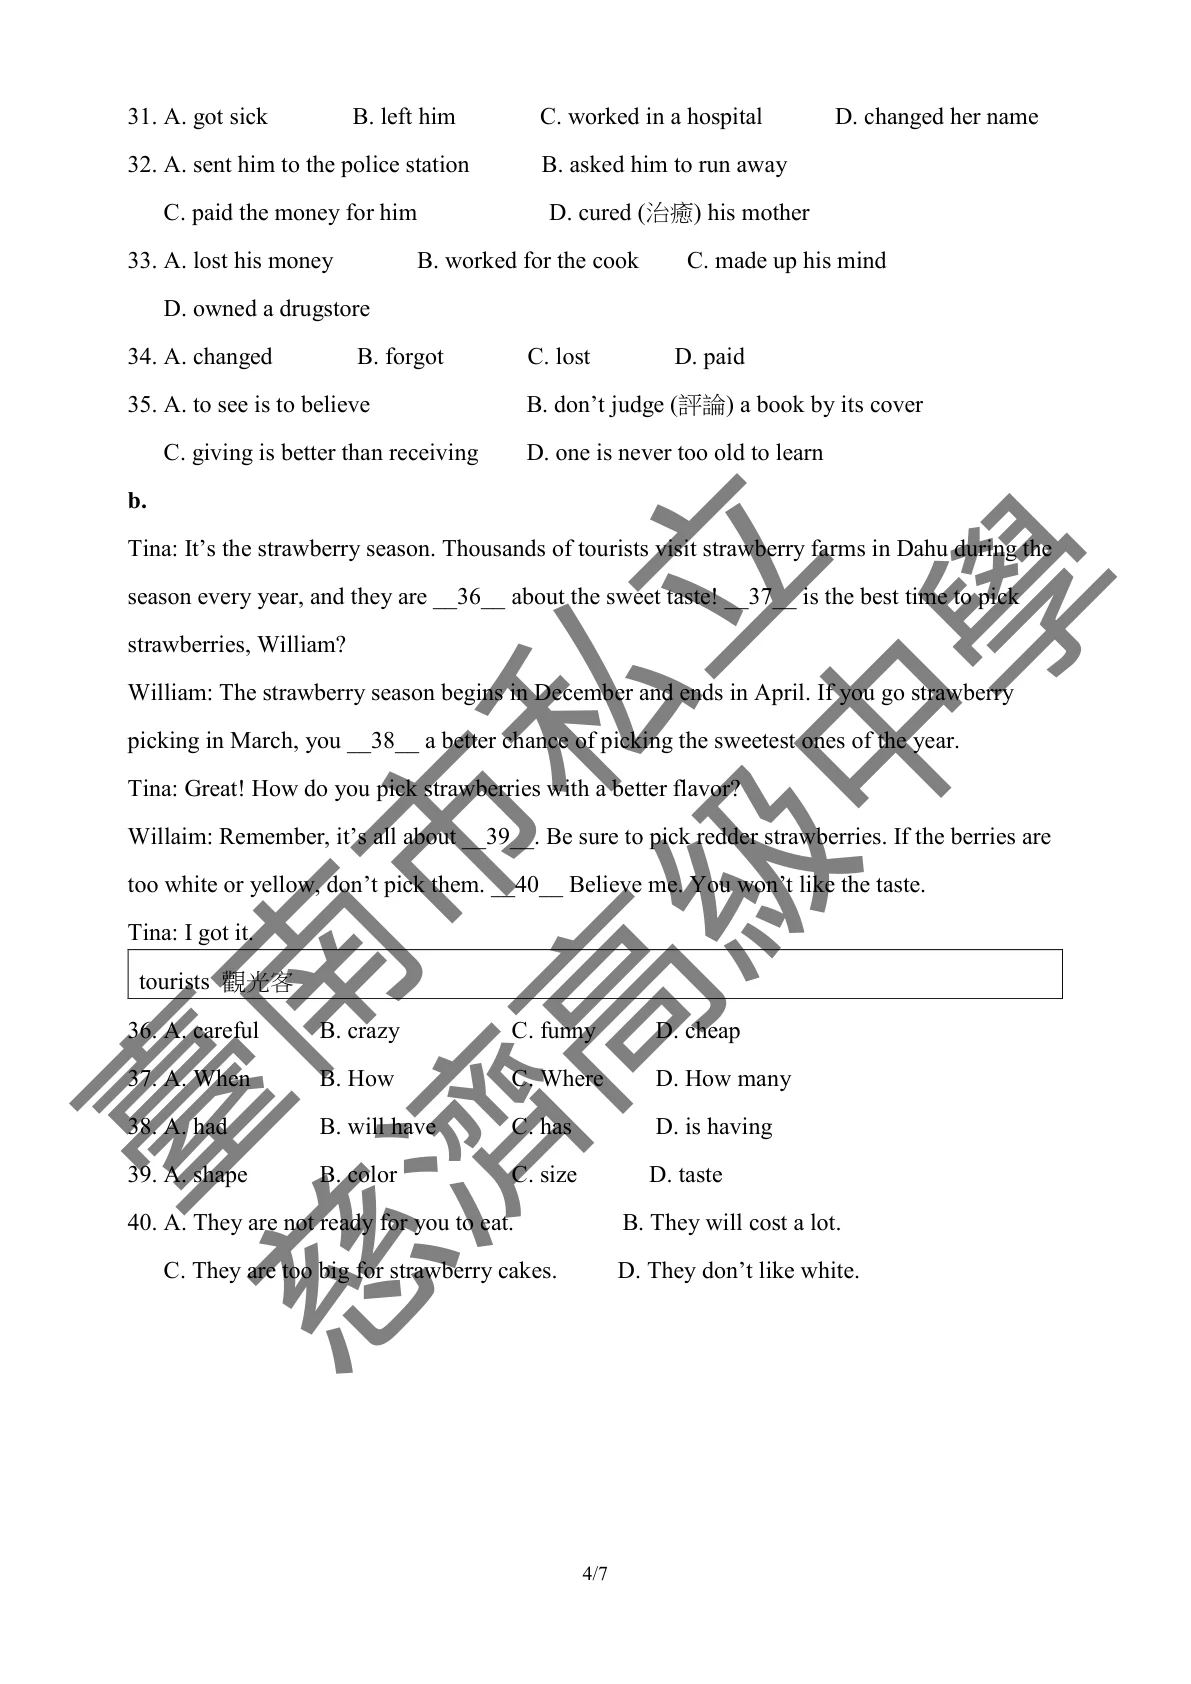 31. A. got sick B. left him C. worked in a hospital D. changed her name
32. A. sent him to the police station B. asked him to run away
C. paid the money for him D. cured (治癒) his mother
33. A. lost his money B. worked for the cook C. made up his mind
D. owned a drugstore
34. A. changed B. forgot C. lost D. paid
35. A. to see is to believe B. don’t judge (評論) a book by its cover
C. giving is better than receiving D. one is never too old to learn
b.
Tina: It’s the strawberry season. Thousands of tourists visit strawberry farms in Dahu during the
season every year, and they are __36__ about the sweet taste! __37__ is the best time to pick
strawberries, William?
William: The strawberry season begins in December and ends in April. If you go strawberry
picking in March, you __38__ a better chance of picking the sweetest ones of the year.
Tina: Great! How do you pick strawberries with a better flavor?
Willaim: Remember, it’s all about __39__. Be sure to pick redder strawberries. If the berries are
too white or yellow, don’t pick them. __40__ Believe me. You won’t like the taste.
Tina: I got it.
tourists 觀光客
36. A. careful B. crazy C. funny D. cheap
37. A. When B. How C. Where D. How many
38. A. had B. will have C. has D. is having
39. A. shape B. color C. size D. taste
40. A. They are not ready for you to eat. B. They will cost a lot.
C. They are too big for strawberry cakes. D. They don’t like white.
臺南市私立
慈濟高級中學
4/7